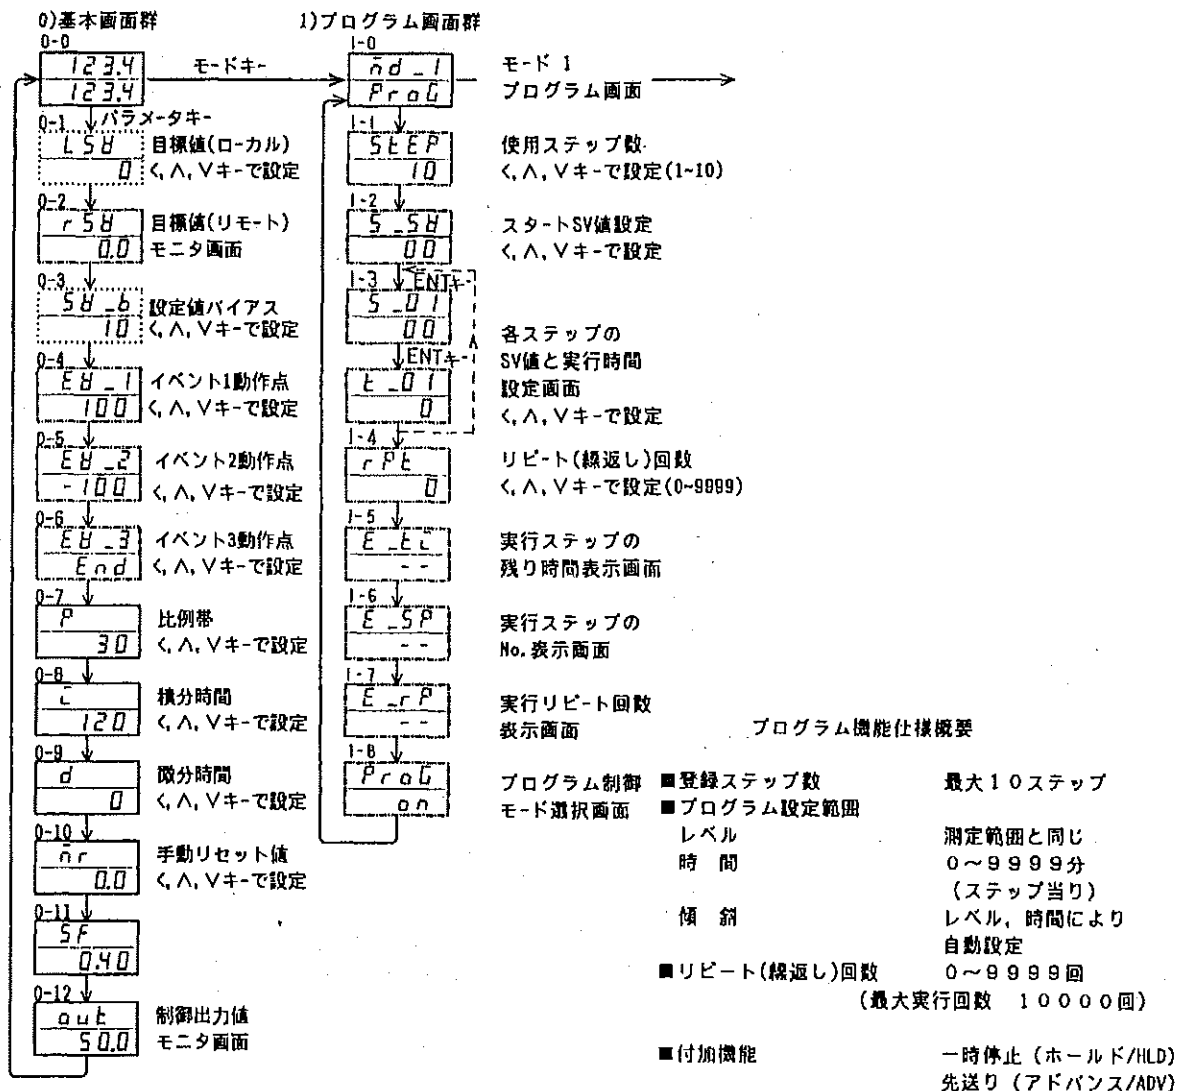 0)基本画面群
0-0
123.4
123.4
モードキー
パラメータキー
0-1
LSV
0
目標値(ローカル)
<,∧,∨キーで設定
0-2
rSV
0.0
目標値(リモート)
モニタ画面
0-3
SV_b
10
設定値バイアス
<,∧,∨キーで設定
0-4
EV_1
100
イベント1動作点
<,∧,∨キーで設定
0-5
EV_2
-100
イベント2動作点
<,∧,∨キーで設定
0-6
EV_3
End
イベント3動作点
<,∧,∨キーで設定
0-7
P
30
比例帯
<,∧,∨キーで設定
0-8
i
120
積分時間
<,∧,∨キーで設定
0-9
d
0
微分時間
<,∧,∨キーで設定
0-10
nr
0.0
手動リセット値
<,∧,∨キーで設定
0-11
SF
0.40
0-12
out
50.0
制御出力値
モニタ画面
1)プログラム画面群
1-0
nd_1
ProG
モード 1
プログラム画面
1-1
StEP
10
使用ステップ数
<,∧,∨キーで設定(1~10)
1-2
S_SV
00
スタートSV値設定
<,∧,∨キーで設定
1-3
ENTキー
S_01
00
ENTキー
t_01
0
各ステップの
SV値と実行時間
設定画面
<,∧,∨キーで設定
1-4
rPt
0
リピート(繰返し)回数
<,∧,∨キーで設定(0~9999)
1-5
E_ti
--
実行ステップの
残り時間表示画面
1-6
E_SP
--
実行ステップの
No.表示画面
1-7
E_rP
--
実行リピート回数
表示画面
1-8
ProG
on
プログラム制御
モード選択画面
プログラム機能仕様概要
■登録ステップ数 最大10ステップ
■プログラム設定範囲
レベル 測定範囲と同じ
時 間 0~9999分
(ステップ当り)
傾 斜 レベル,時間により
自動設定
■リピート(繰返し)回数 0~9999回
(最大実行回数 10000回)
■付加機能 一時停止(ホールド/HLD)
先送り(アドバンス/ADV)